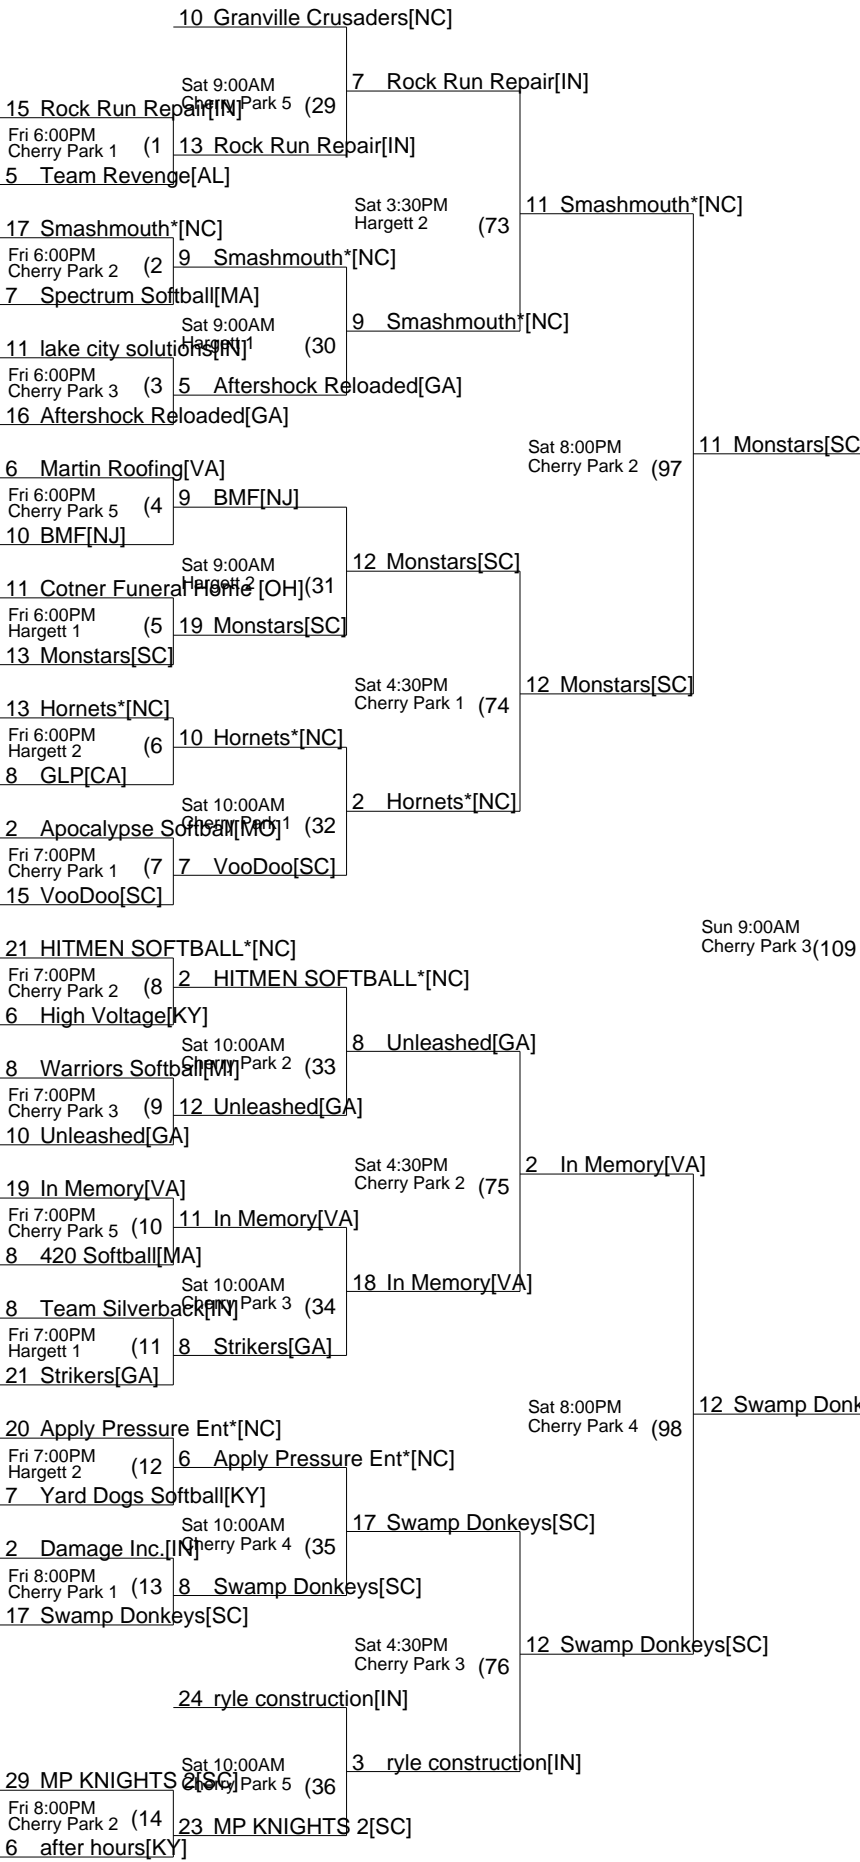 10 Granville Crusaders[NC]
Sat 9:00AM
Cherry Park 5 (29
7 Rock Run Repair[IN]
15 Rock Run Repair[IN]
Fri 6:00PM
Cherry Park 1 (1
13 Rock Run Repair[IN]
5 Team Revenge[AL]
Sat 3:30PM
Hargett 2 (73
11 Smashmouth*[NC]
17 Smashmouth*[NC]
Fri 6:00PM
Cherry Park 2 (2
9 Smashmouth*[NC]
7 Spectrum Softball[MA]
Sat 9:00AM
Hargett 1 (30
9 Smashmouth*[NC]
11 lake city solutions[IN]
Fri 6:00PM
Cherry Park 3 (3
5 Aftershock Reloaded[GA]
16 Aftershock Reloaded[GA]
Sat 8:00PM
Cherry Park 2 (97
11 Monstars[SC
6 Martin Roofing[VA]
Fri 6:00PM
Cherry Park 5 (4
9 BMF[NJ]
10 BMF[NJ]
Sat 9:00AM
Hargett 2 (31
12 Monstars[SC]
11 Cotner Funeral Home [OH]
Fri 6:00PM
Hargett 1 (5
19 Monstars[SC]
13 Monstars[SC]
Sat 4:30PM
Cherry Park 1 (74
12 Monstars[SC]
13 Hornets*[NC]
Fri 6:00PM
Hargett 2 (6
10 Hornets*[NC]
8 GLP[CA]
Sat 10:00AM
Cherry Park 1 (32
2 Hornets*[NC]
2 Apocalypse Softball[MO]
Fri 7:00PM
Cherry Park 1 (7
7 VooDoo[SC]
15 VooDoo[SC]
Sun 9:00AM
Cherry Park 3 (109
21 HITMEN SOFTBALL*[NC]
Fri 7:00PM
Cherry Park 2 (8
2 HITMEN SOFTBALL*[NC]
6 High Voltage[KY]
Sat 10:00AM
Cherry Park 2 (33
8 Unleashed[GA]
8 Warriors Softball[MI]
Fri 7:00PM
Cherry Park 3 (9
12 Unleashed[GA]
10 Unleashed[GA]
Sat 4:30PM
Cherry Park 2 (75
2 In Memory[VA]
19 In Memory[VA]
Fri 7:00PM
Cherry Park 5 (10
11 In Memory[VA]
8 420 Softball[MA]
Sat 10:00AM
Cherry Park 3 (34
18 In Memory[VA]
8 Team Silverback[IN]
Fri 7:00PM
Hargett 1 (11
8 Strikers[GA]
21 Strikers[GA]
Sat 8:00PM
Cherry Park 4 (98
12 Swamp Donk
20 Apply Pressure Ent*[NC]
Fri 7:00PM
Hargett 2 (12
6 Apply Pressure Ent*[NC]
7 Yard Dogs Softball[KY]
Sat 10:00AM
Cherry Park 4 (35
17 Swamp Donkeys[SC]
2 Damage Inc.[IN]
Fri 8:00PM
Cherry Park 1 (13
8 Swamp Donkeys[SC]
17 Swamp Donkeys[SC]
Sat 4:30PM
Cherry Park 3 (76
12 Swamp Donkeys[SC]
24 ryle construction[IN]
Sat 10:00AM
Cherry Park 5 (36
3 ryle construction[IN]
29 MP KNIGHTS 2[SC]
Fri 8:00PM
Cherry Park 2 (14
23 MP KNIGHTS 2[SC]
6 after hours[KY]